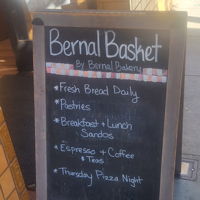 Bernal Basket
By Bernal Bakery
*Fresh Bread Daily
*Pastries
*Breakfast + Lunch
Sandos
*Espresso + Coffee
+ Teas
*Thursday Pizza Night